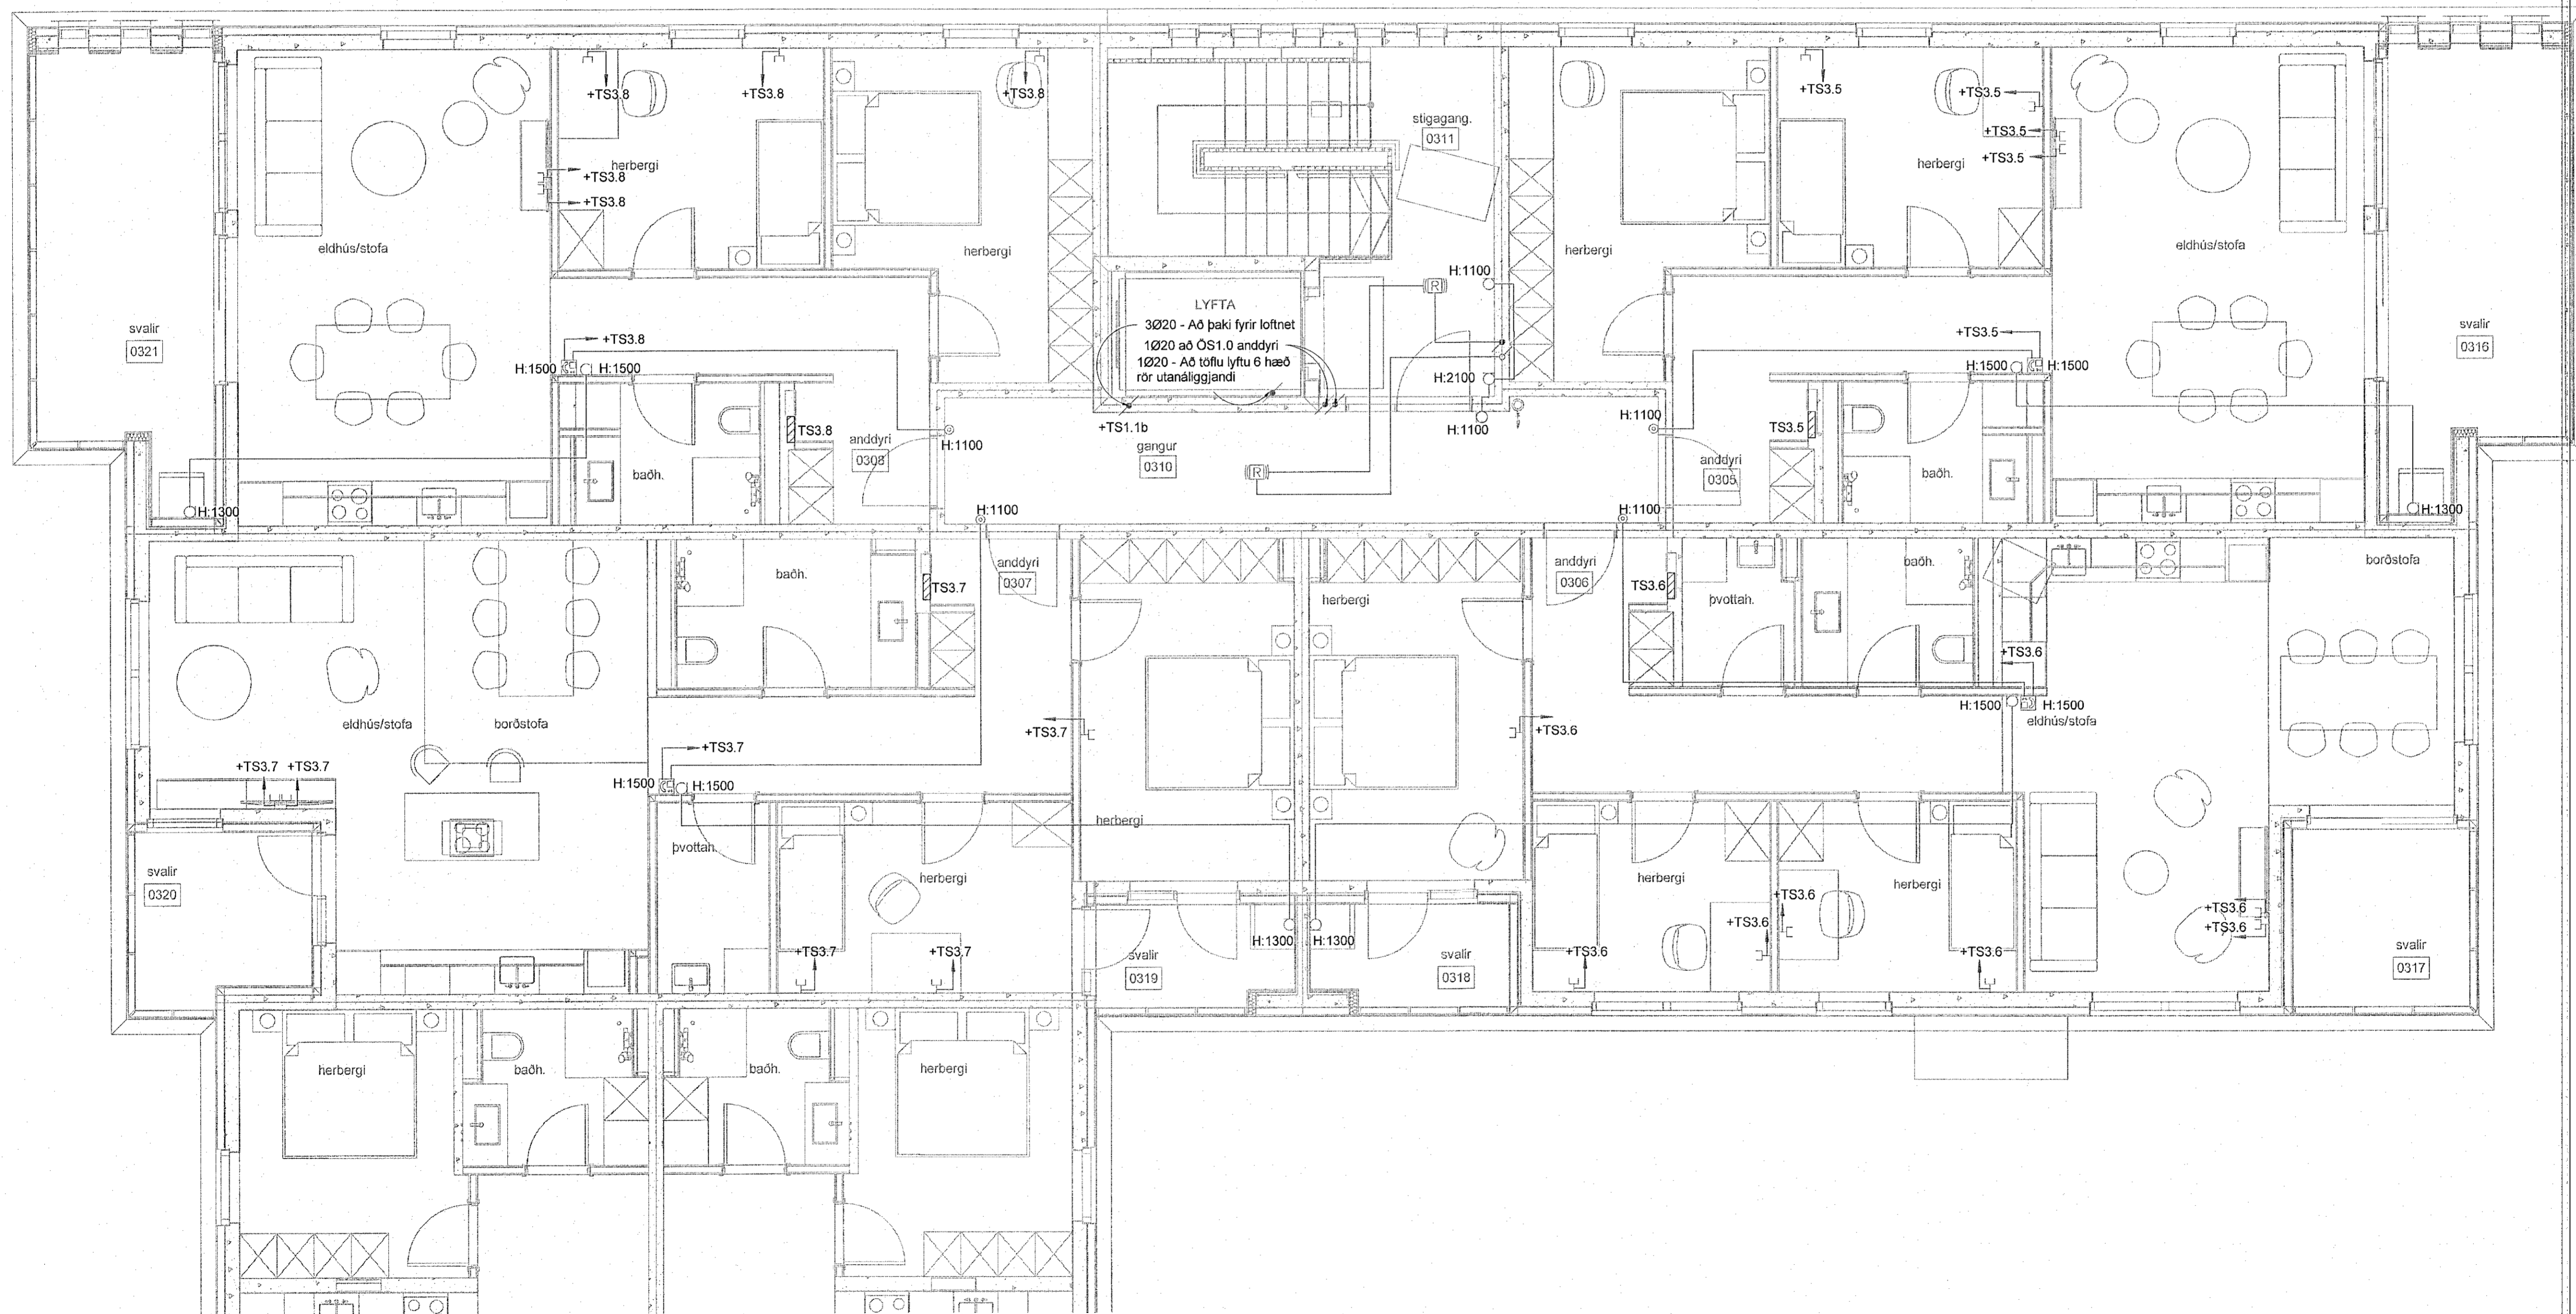 +TS3.8
+TS3.8
+TS3.8
herbergi
+TS3.8
+TS3.8
eldhús/stofa
herbergi
svalir
0321
+TS3.8
H:1500
H:1500
TS3.8
anddyri
0308
baðh.
H:1300
H:1100
stigagang.
0311
LYFTA
3Ø20 - Að þaki fyrir loftnet
1Ø20 að ÖS1.0 anddyri
1Ø20 - Að töflu lyftu 6 hæð
rör utanáliggjandi
+TS1.1b
gangur
0310
R
R
H:1100
H:2100
H:1100
+TS3.5
+TS3.5
+TS3.5
+TS3.5
herbergi
herbergi
eldhús/stofa
svalir
0316
+TS3.5
H:1500
H:1500
H:1100
TS3.5
anddyri
0305
baðh.
H:1300
H:1100
H:1100
baðh.
TS3.7
anddyri
0307
eldhús/stofa
borðstofa
+TS3.7
+TS3.7
+TS3.7
+TS3.7
H:1500
H:1500
svalir
0320
þvottah.
herbergi
herbergi
+TS3.7
+TS3.7
svalir
0319
H:1300
H:1300
svalir
0318
herbergi
anddyri
0306
TS3.6
þvottah.
baðh.
borðstofa
+TS3.6
+TS3.6
H:1500
H:1500
eldhús/stofa
herbergi
herbergi
+TS3.6
+TS3.6
+TS3.6
+TS3.6
+TS3.6
+TS3.6
svalir
0317
herbergi
baðh.
baðh.
herbergi